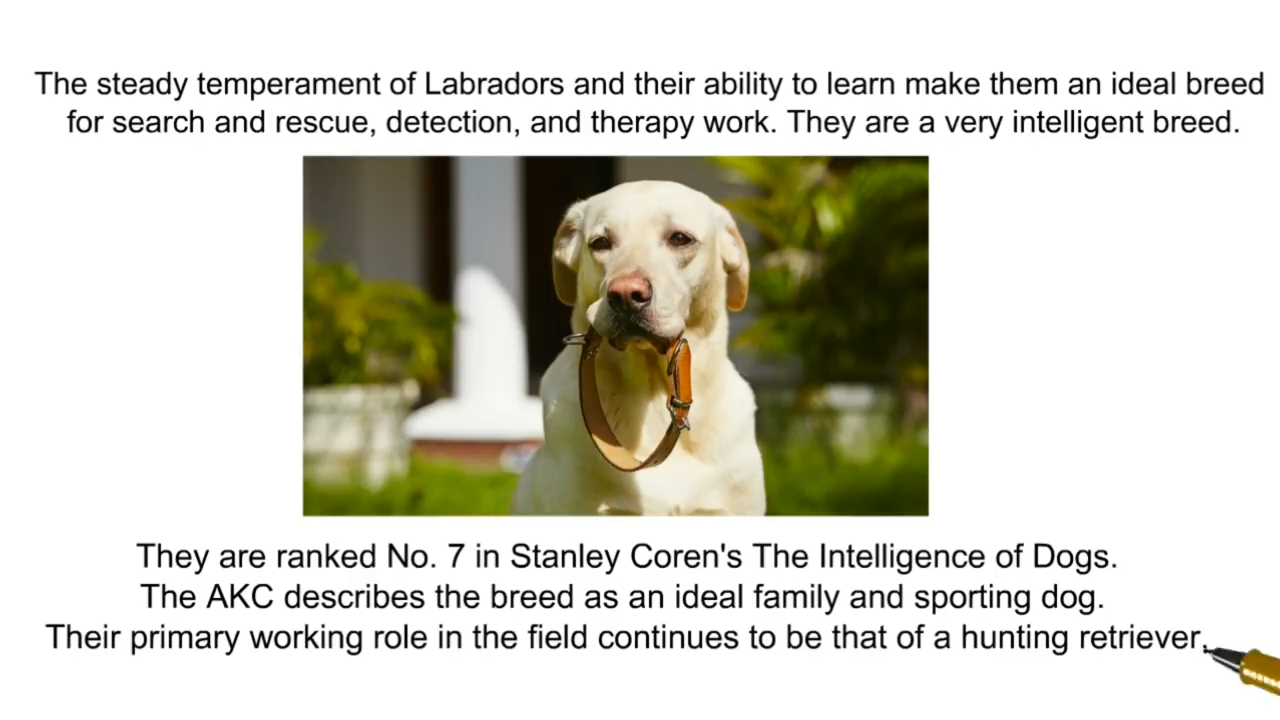 The steady temperament of Labradors and their ability to learn make them an ideal breed
for search and rescue, detection, and therapy work. They are a very intelligent breed.
They are ranked No. 7 in Stanley Coren's The Intelligence of Dogs.
The AKC describes the breed as an ideal family and sporting dog.
Their primary working role in the field continues to be that of a hunting retriever.